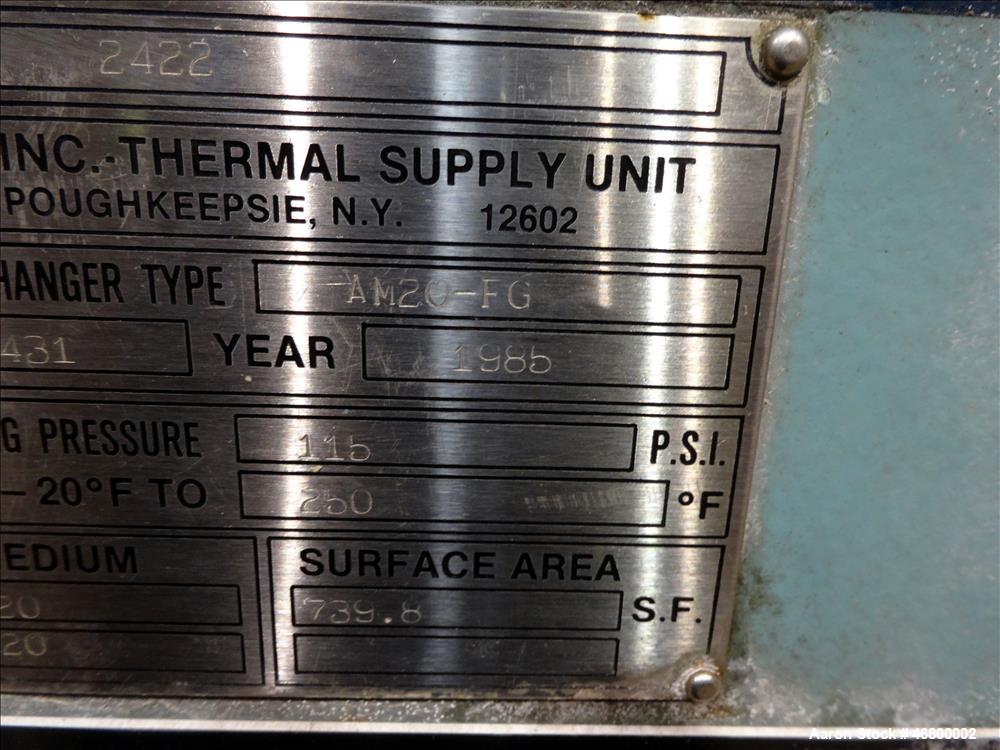 2422
INC. - THERMAL SUPPLY UNIT
POUGHKEEPSIE, N.Y. 12602
HANGER TYPE AM20-FG
431 YEAR 1985
G PRESSURE 115 P.S.I.
— 20°F TO 250 °F
EDIUM SURFACE AREA
20 739.8 S.F.
20
Aaron Stock # 46800002